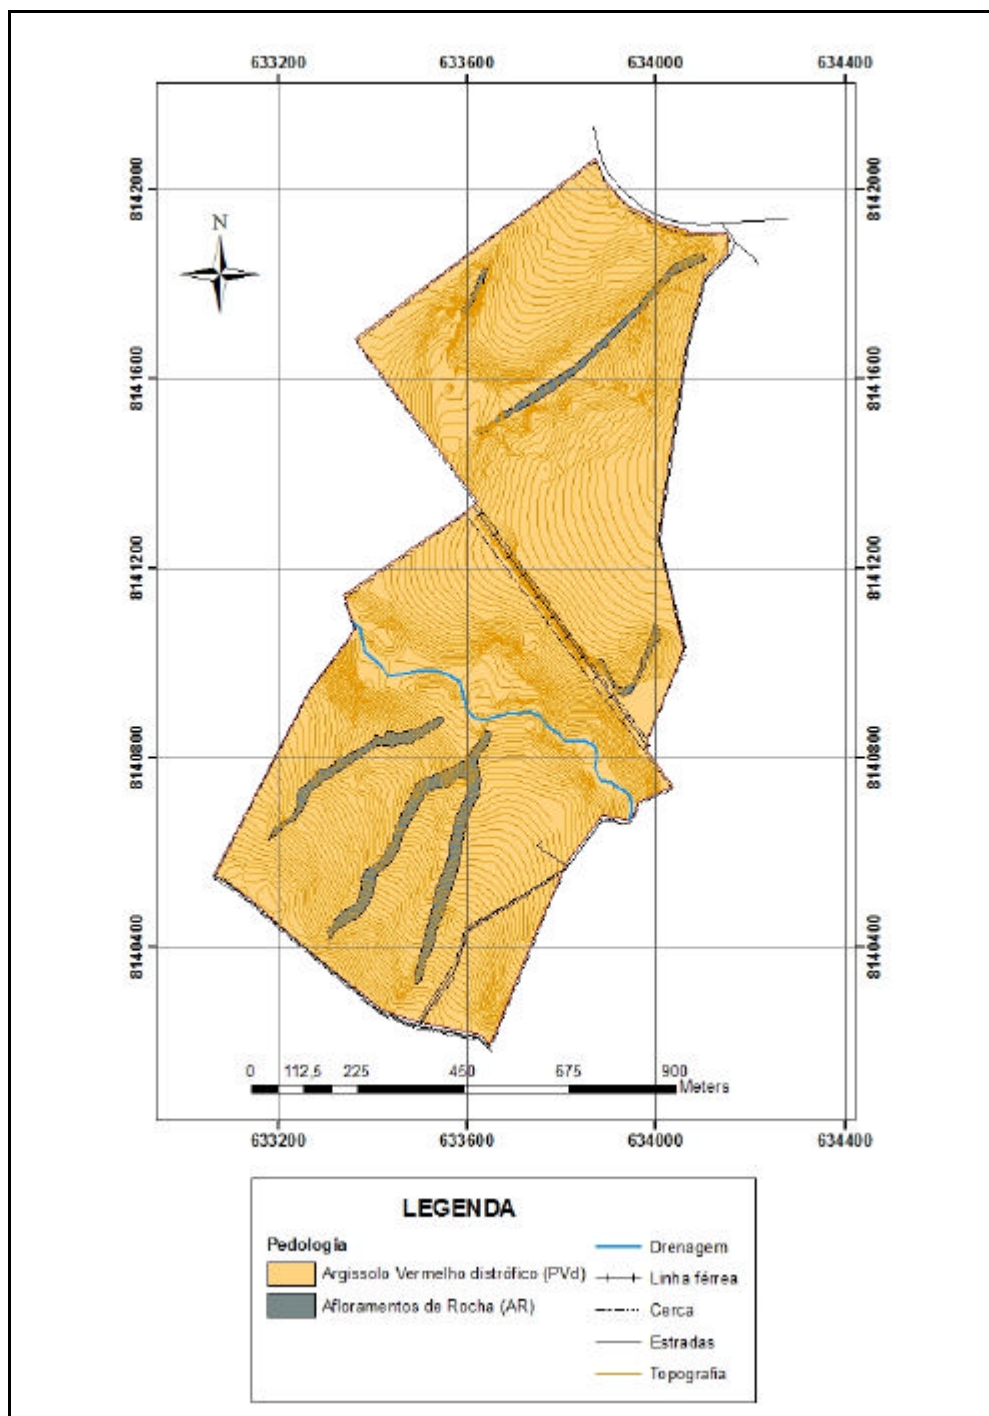 633200 633600 634000 634400
8142000 8142000
N
8141600 8141600
8141200 8141200
8140800 8140800
8140400 8140400
0 112,5 225 450 675 900
Meters
633200 633600 634000 634400
LEGENDA
Pedologia
Argissolo Vermelho distrófico (PVd)
Afloramentos de Rocha (AR)
Drenagem
Linha férrea
Cerca
Estradas
Topografia